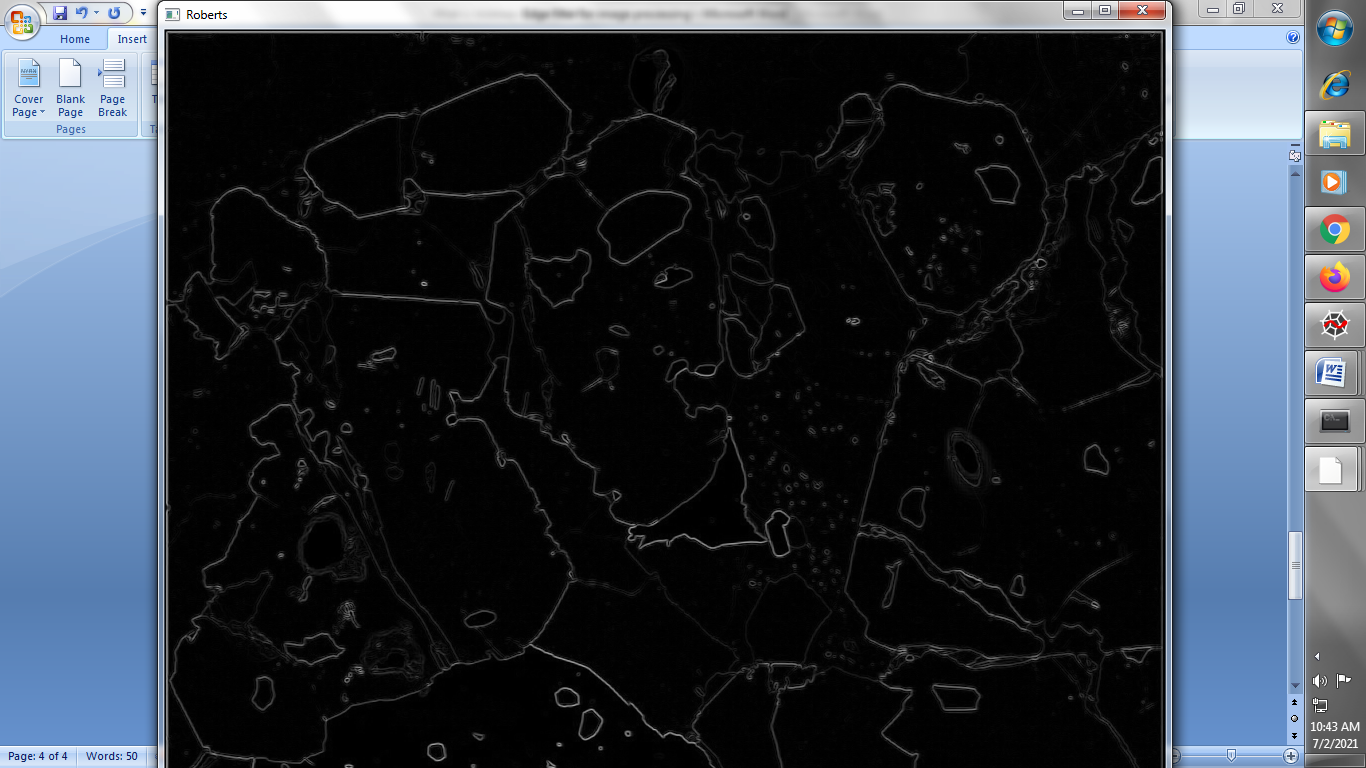 Roberts
Home
Insert
Cover
Page
Blank
Page
Page
Break
Pages
Page: 4 of 4
Words: 50
10:43 AM
7/2/2021